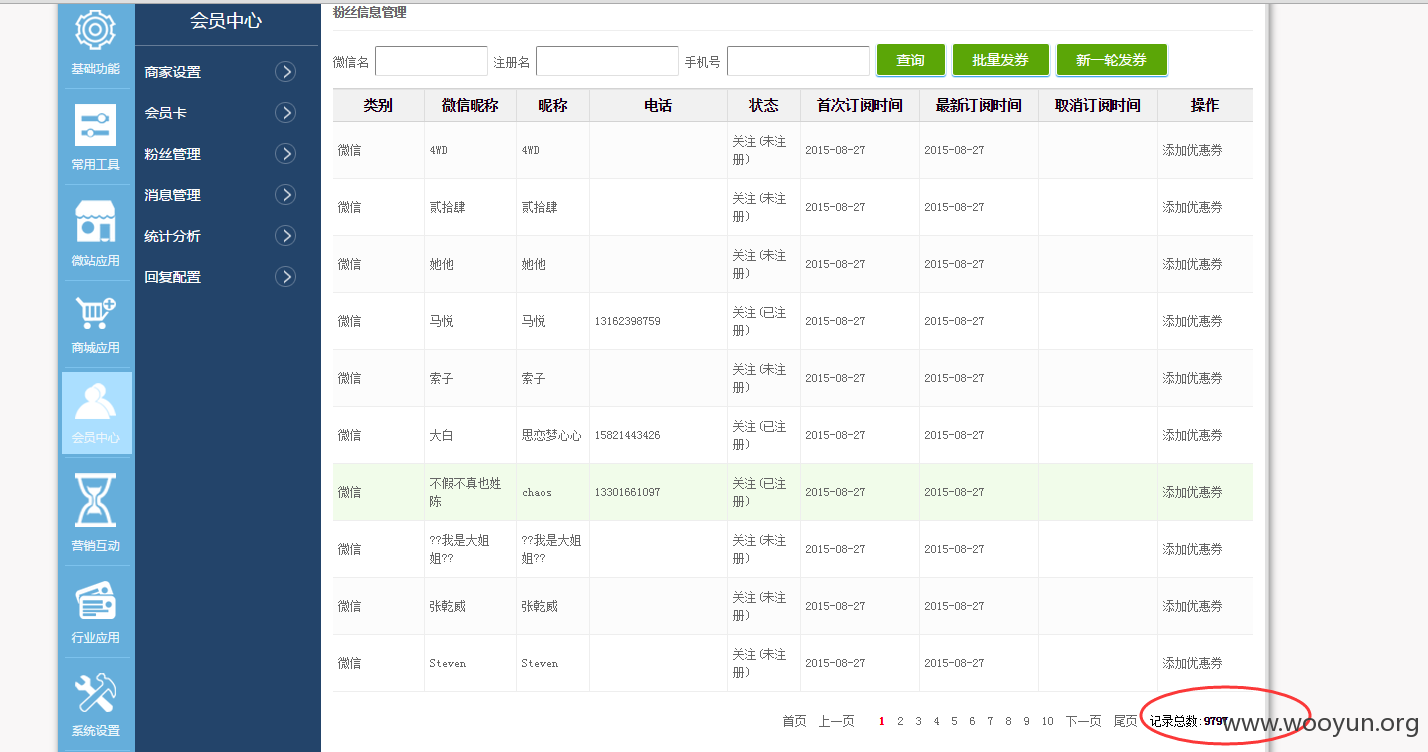 会员中心
粉丝信息管理
基础功能
常用工具
微站应用
商城应用
会员中心
营销互动
行业应用
系统设置
商家设置
会员卡
粉丝管理
消息管理
统计分析
回复配置
微信名 注册名 手机号 查询 批量发券 新一轮发券
类别 微信昵称 昵称 电话 状态 首次订阅时间 最新订阅时间 取消订阅时间 操作
微信 4WD 4WD 关注(未注册) 2015-08-27 2015-08-27 添加优惠券
微信 贰拾肆 贰拾肆 关注(未注册) 2015-08-27 2015-08-27 添加优惠券
微信 她他 她他 关注(未注册) 2015-08-27 2015-08-27 添加优惠券
微信 马悦 马悦 13162398759 关注(已注册) 2015-08-27 2015-08-27 添加优惠券
微信 索子 索子 关注(未注册) 2015-08-27 2015-08-27 添加优惠券
微信 大白 思恋梦心心 15821443426 关注(已注册) 2015-08-27 2015-08-27 添加优惠券
微信 不假不真也姓陈 chaos 13301661097 关注(已注册) 2015-08-27 2015-08-27 添加优惠券
微信 ??我是大姐姐?? ??我是大姐姐?? 关注(未注册) 2015-08-27 2015-08-27 添加优惠券
微信 张乾威 张乾威 关注(未注册) 2015-08-27 2015-08-27 添加优惠券
微信 Steven Steven 关注(未注册) 2015-08-27 2015-08-27 添加优惠券
首页 上一页 1 2 3 4 5 6 7 8 9 10 下一页 尾页 记录总数:9797
www.wooyun.org